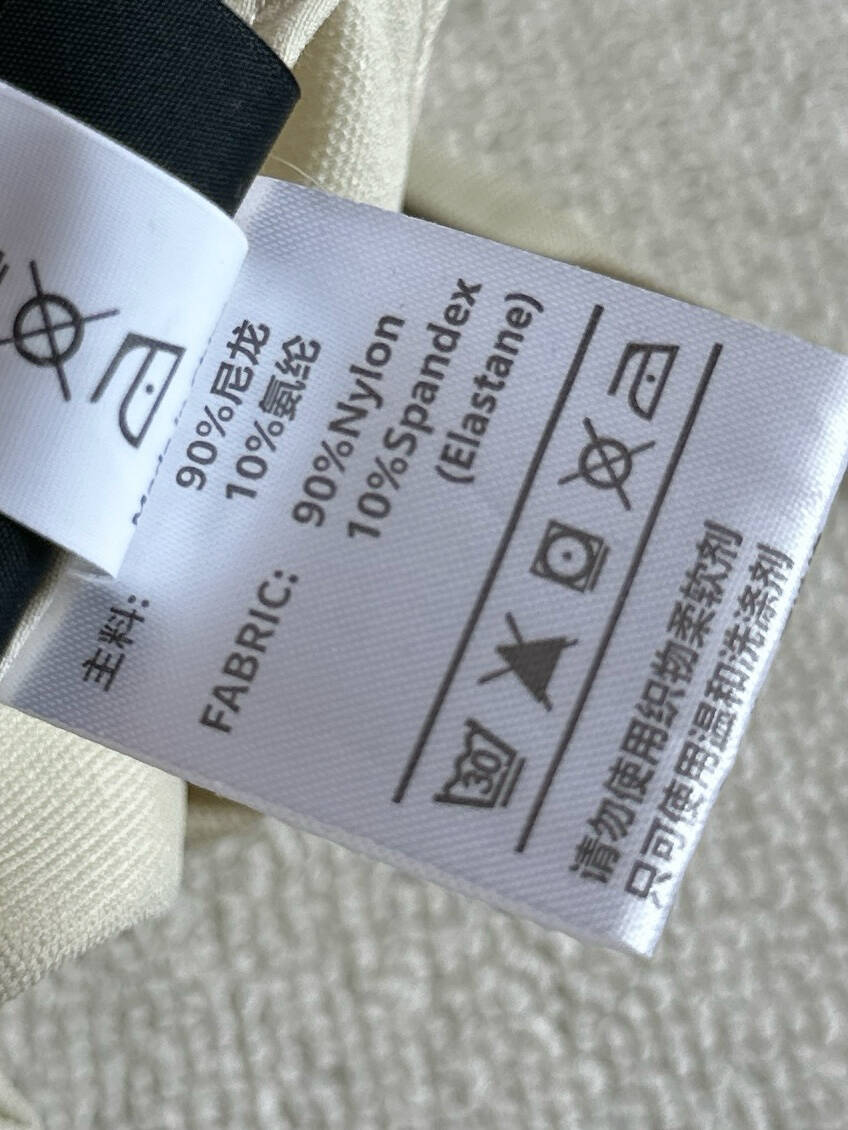 主料:
90%尼龙
10%氨纶
FABRIC:
90%Nylon
10%Spandex
(Elastane)
30
请勿使用织物柔软剂
只可使用温和洗涤剂